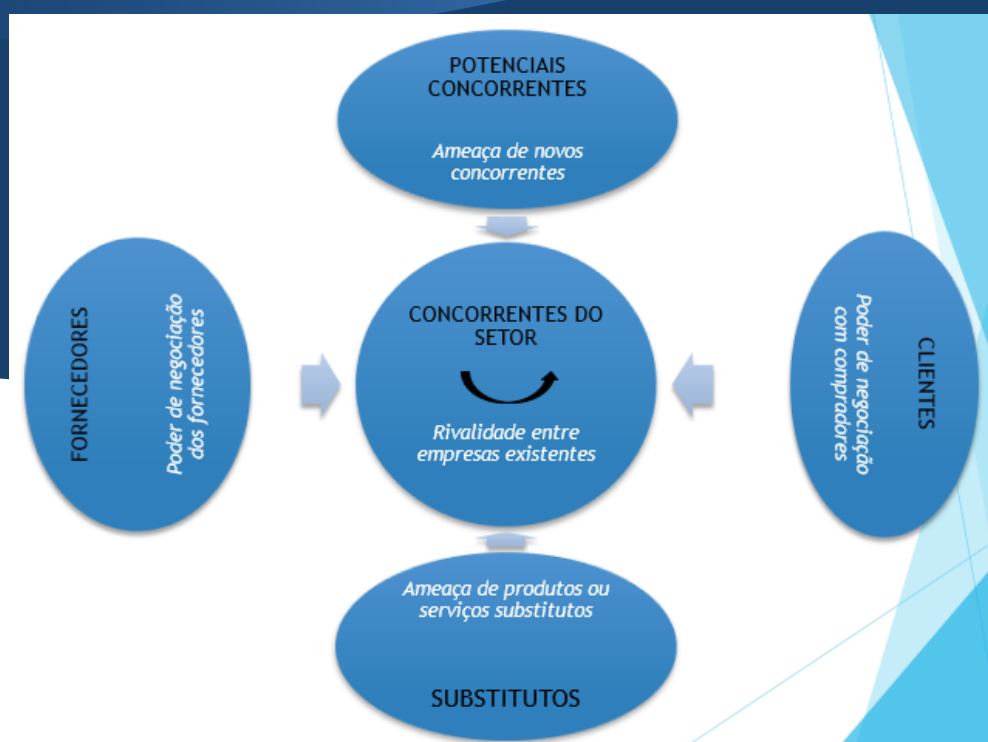 POTENCIAIS
CONCORRENTES
Ameaça de novos
concorrentes
FORNECEDORES
Poder de negociação
dos fornecedores
CONCORRENTES DO
SETOR
Rivalidade entre
empresas existentes
Poder de negociação
com compradores
CLIENTES
Ameaça de produtos ou
serviços substitutos
SUBSTITUTOS